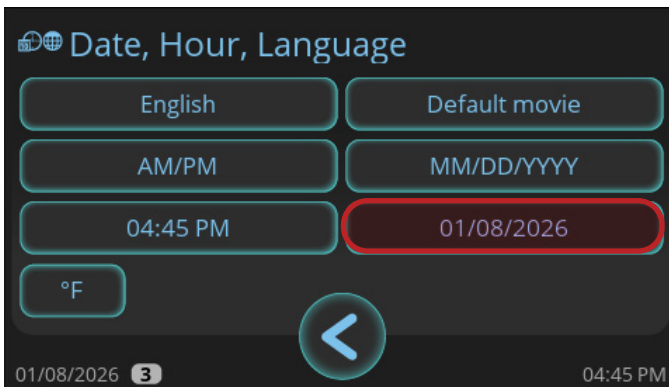 Date, Hour, Language
English Default movie
AM/PM MM/DD/YYYY
04:45 PM 01/08/2026
°F
01/08/2026 3 04:45 PM